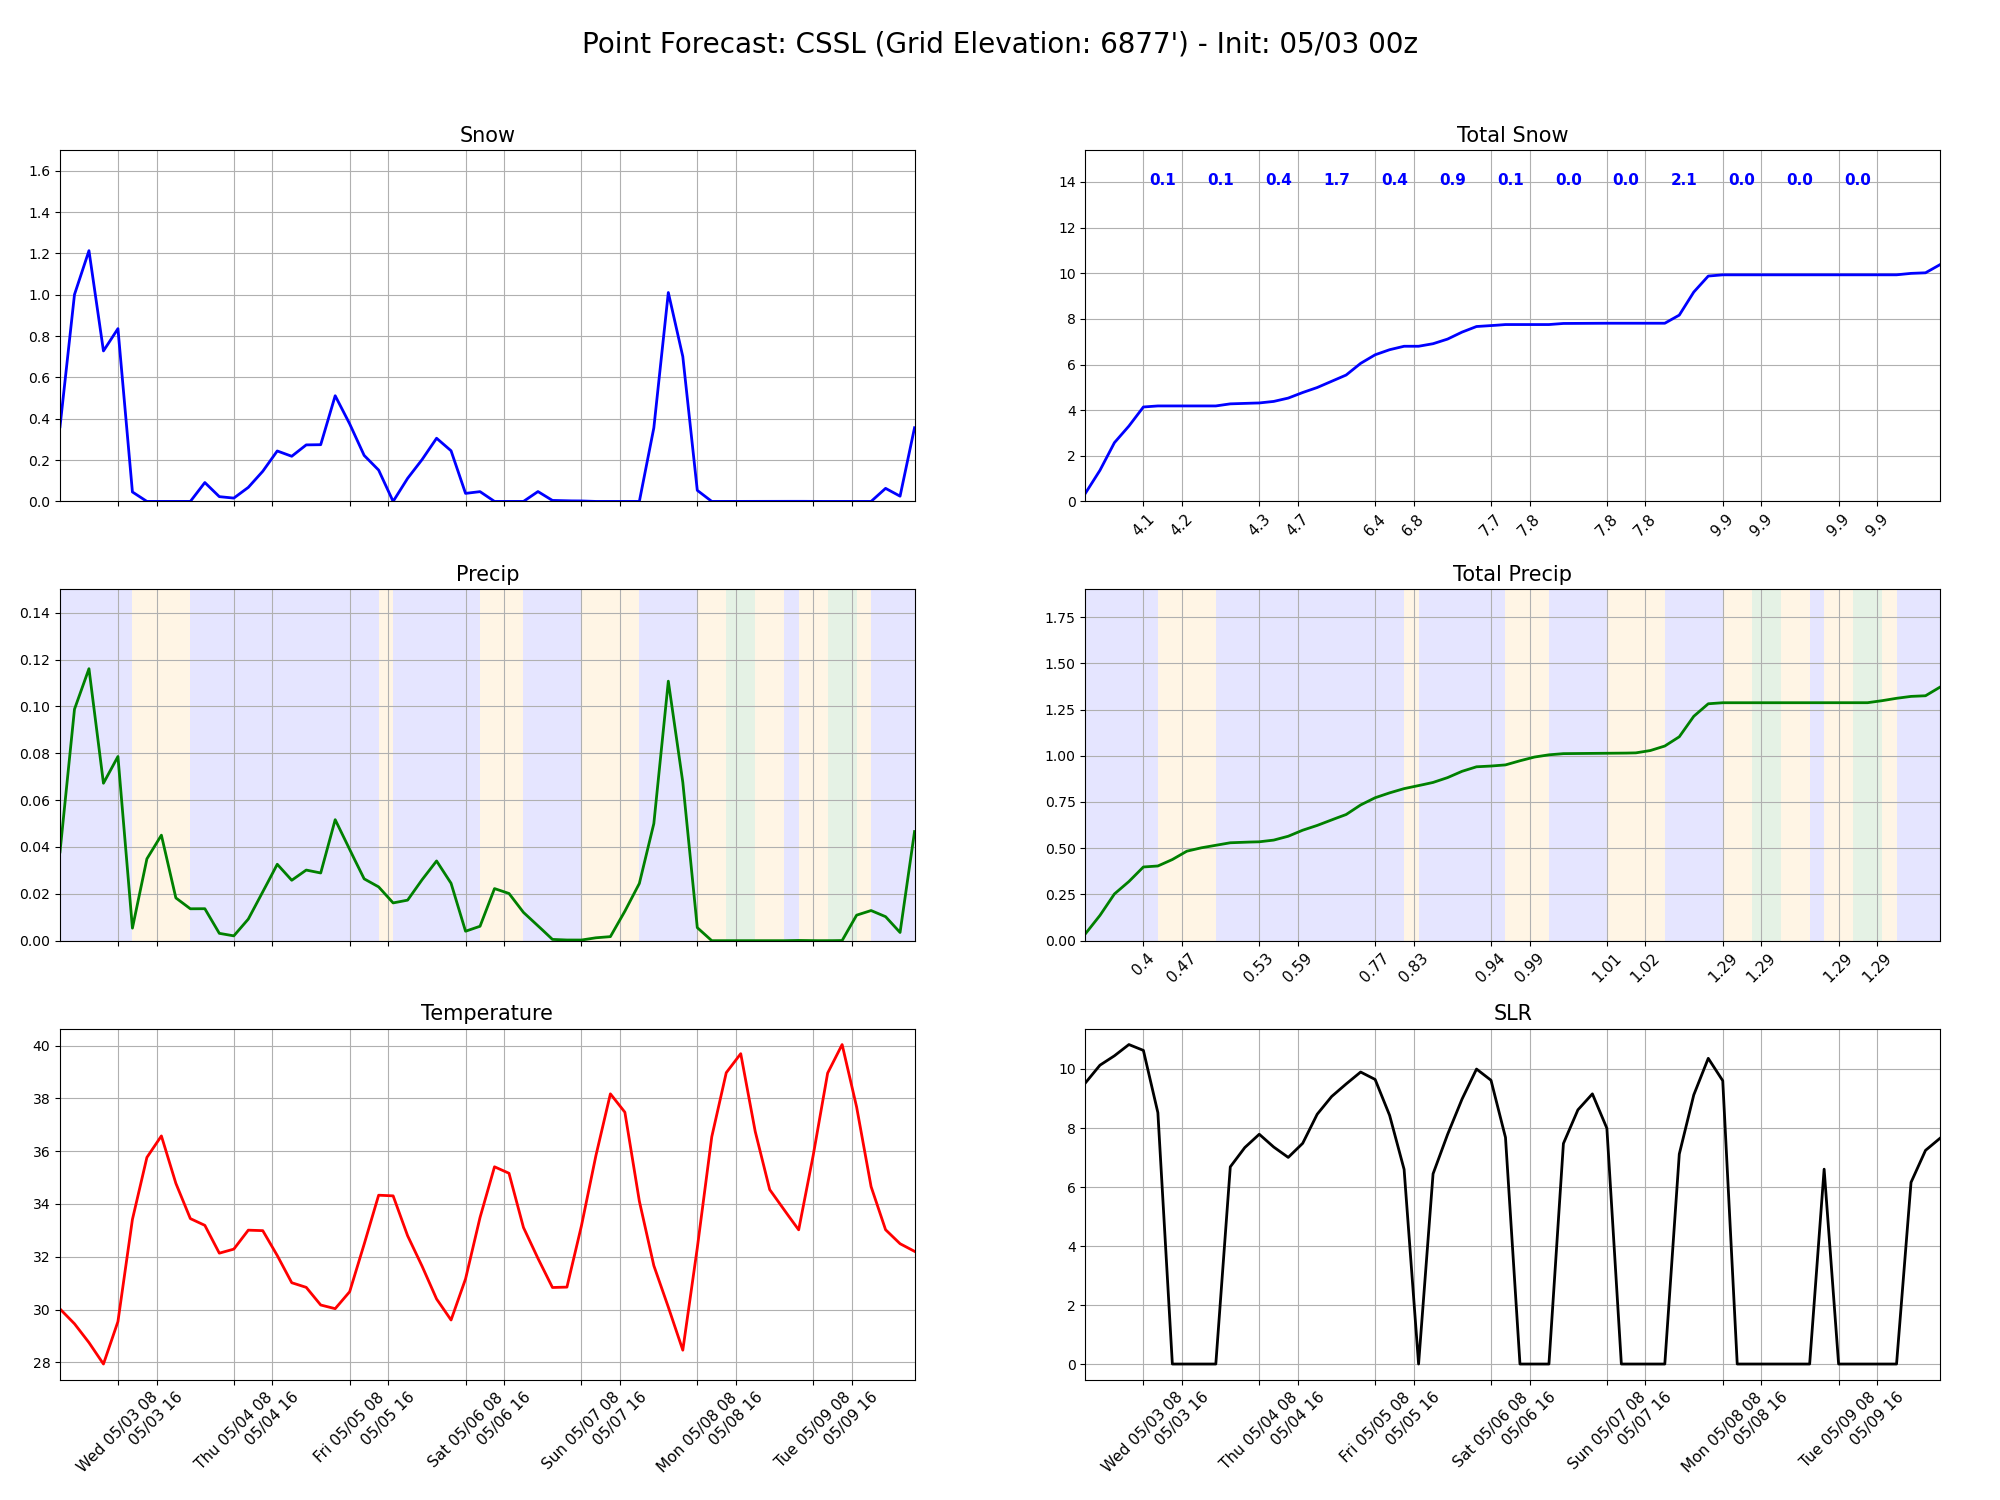 Point Forecast: CSSL (Grid Elevation: 6877') - Init: 05/03 00z
Snow
1.6
1.4
1.2
1.0
0.8
0.6
0.4
0.2
0.0
Total Snow
14
12
10
8
6
4
2
0
0.1 0.1 0.4 1.7 0.4 0.9 0.1 0.0 0.0 2.1 0.0 0.0 0.0
4.1 4.2 4.3 4.7 6.4 6.8 7.7 7.8 7.8 7.8 9.9 9.9 9.9 9.9
Precip
0.14
0.12
0.10
0.08
0.06
0.04
0.02
0.00
Total Precip
1.75
1.50
1.25
1.00
0.75
0.50
0.25
0.00
0.4 0.47 0.53 0.59 0.77 0.83 0.94 0.99 1.01 1.02 1.29 1.29 1.29 1.29
Temperature
40
38
36
34
32
30
28
Wed 05/03 08
05/03 16
Thu 05/04 08
05/04 16
Fri 05/05 08
05/05 16
Sat 05/06 08
05/06 16
Sun 05/07 08
05/07 16
Mon 05/08 08
05/08 16
Tue 05/09 08
05/09 16
SLR
10
8
6
4
2
0
Wed 05/03 08
05/03 16
Thu 05/04 08
05/04 16
Fri 05/05 08
05/05 16
Sat 05/06 08
05/06 16
Sun 05/07 08
05/07 16
Mon 05/08 08
05/08 16
Tue 05/09 08
05/09 16